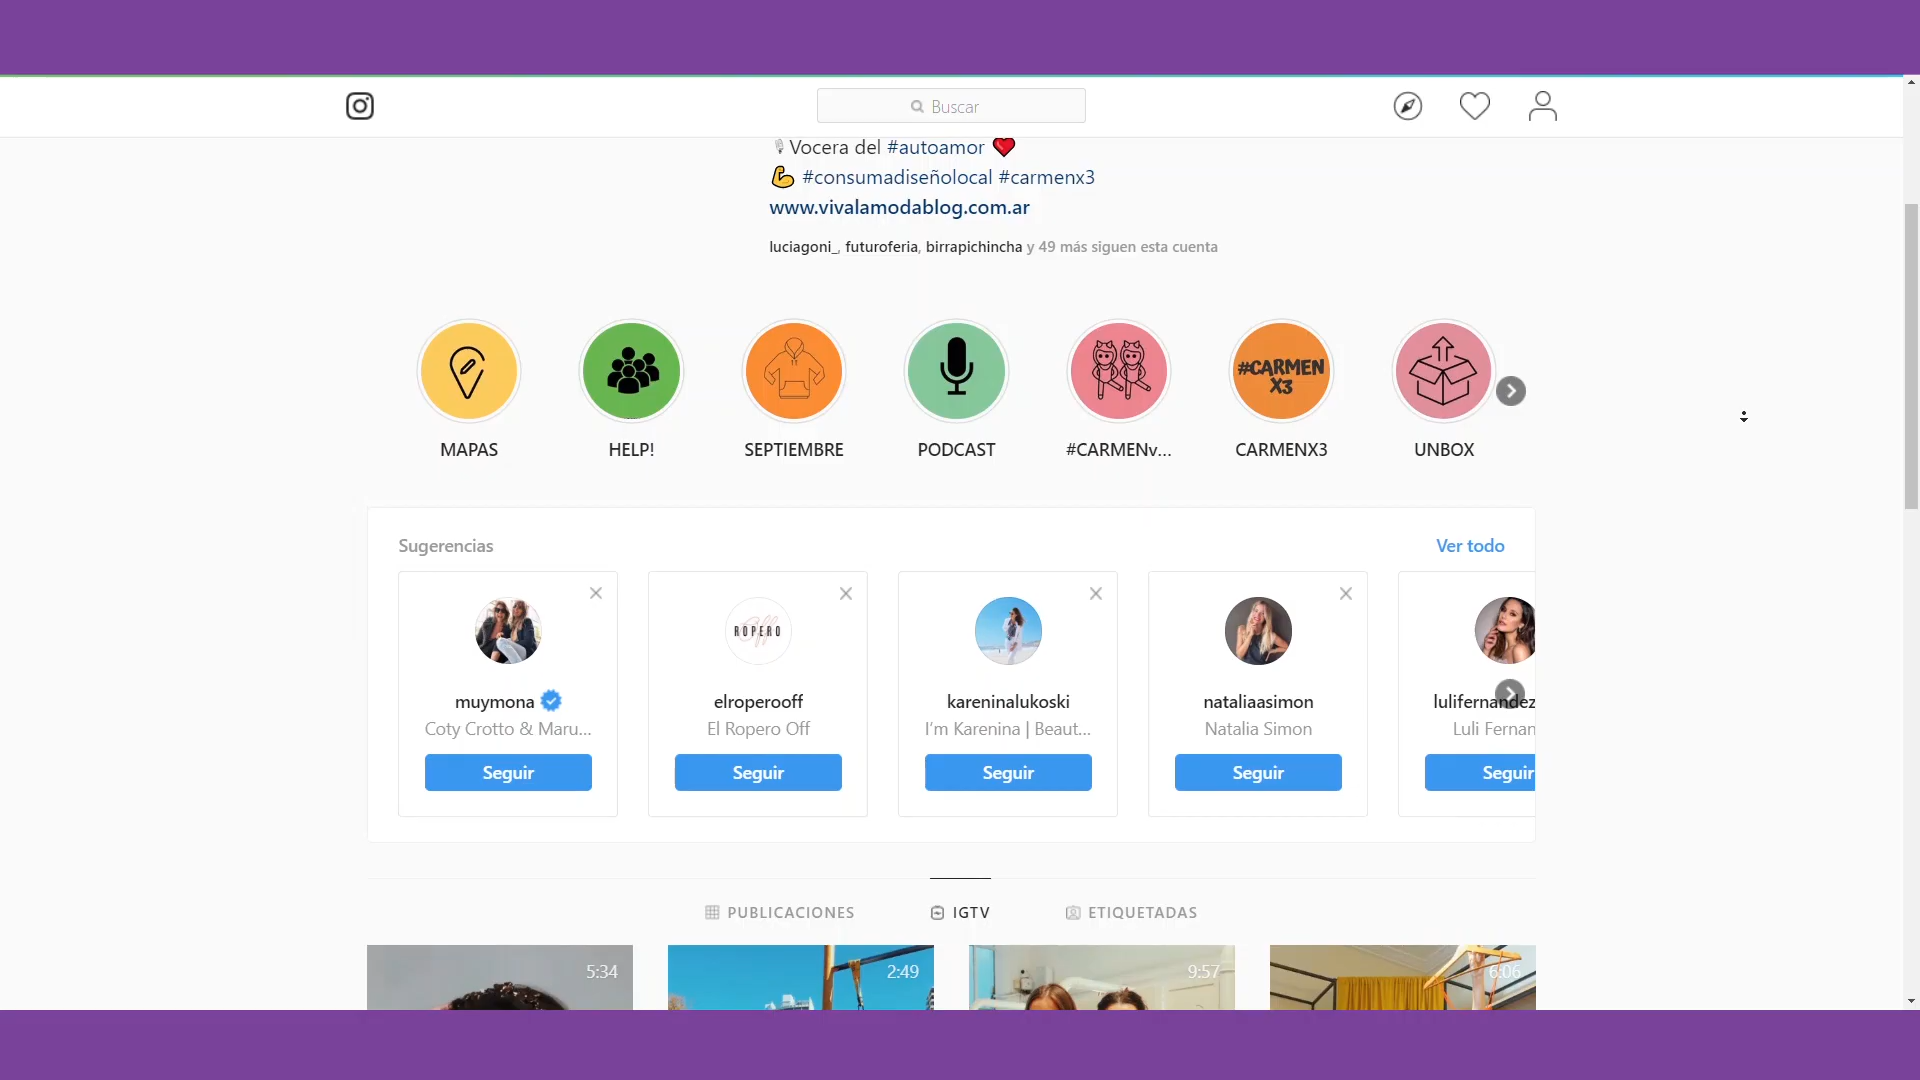 Buscar
Vocera del #autoamor
#consumadiseñolocal #carmenx3
www.vivalamodablog.com.ar
luciagoni_, futuroferia, birrapichincha y 49 más siguen esta cuenta
#CARMEN
X3
MAPAS
HELP!
SEPTIEMBRE
PODCAST
#CARMENv...
CARMENX3
UNBOX
Sugerencias
Ver todo
ROPERO
Off
muymona
elroperooff
kareninalukoski
nataliaasimon
lulifernandez
Coty Crotto & Maru...
El Ropero Off
I'm Karenina | Beaut...
Natalia Simon
Luli Fernan
Seguir
Seguir
Seguir
Seguir
Seguir
PUBLICACIONES
IGTV
ETIQUETADAS
5:34
2:49
9:57
6:06